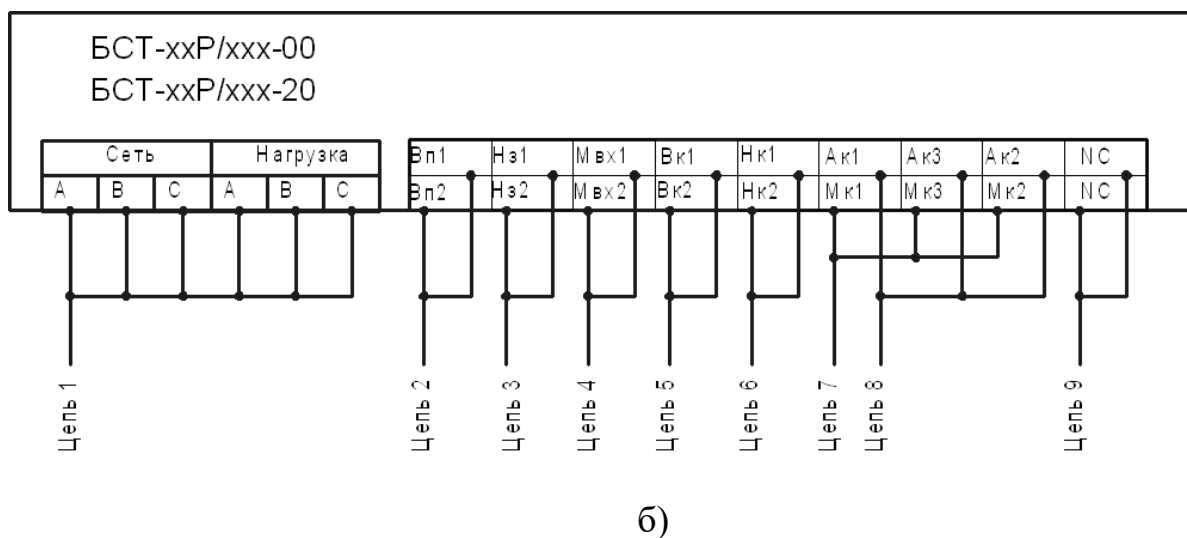 БСТ-ххР/ххх-00
БСТ-ххР/ххх-20
Сеть Нагрузка
А В С А В С
Вп1 Нз1 Мвх1 Вк1 Нк1 Ак1 Ак3 Ак2 NC
Вп2 Нз2 Мвх2 Вк2 Нк2 Мк1 Мк3 Мк2 NC
Цепь 1 Цепь 2 Цепь 3 Цепь 4 Цепь 5 Цепь 6 Цепь 7 Цепь 8 Цепь 9
б)